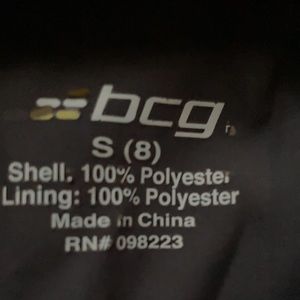 bcg
S (8)
Shell. 100% Polyester
Lining: 100% Polyester
Made in China
RN# 098223